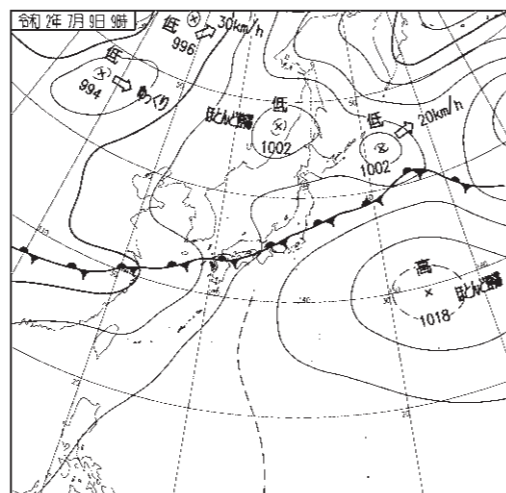 令和 2年 7月 9日 9時
低
996
30km/h
低
994
ゆっくり
ほとんど停滞
低
1002
低
1002
20km/h
高
ほとんど停滞
1018